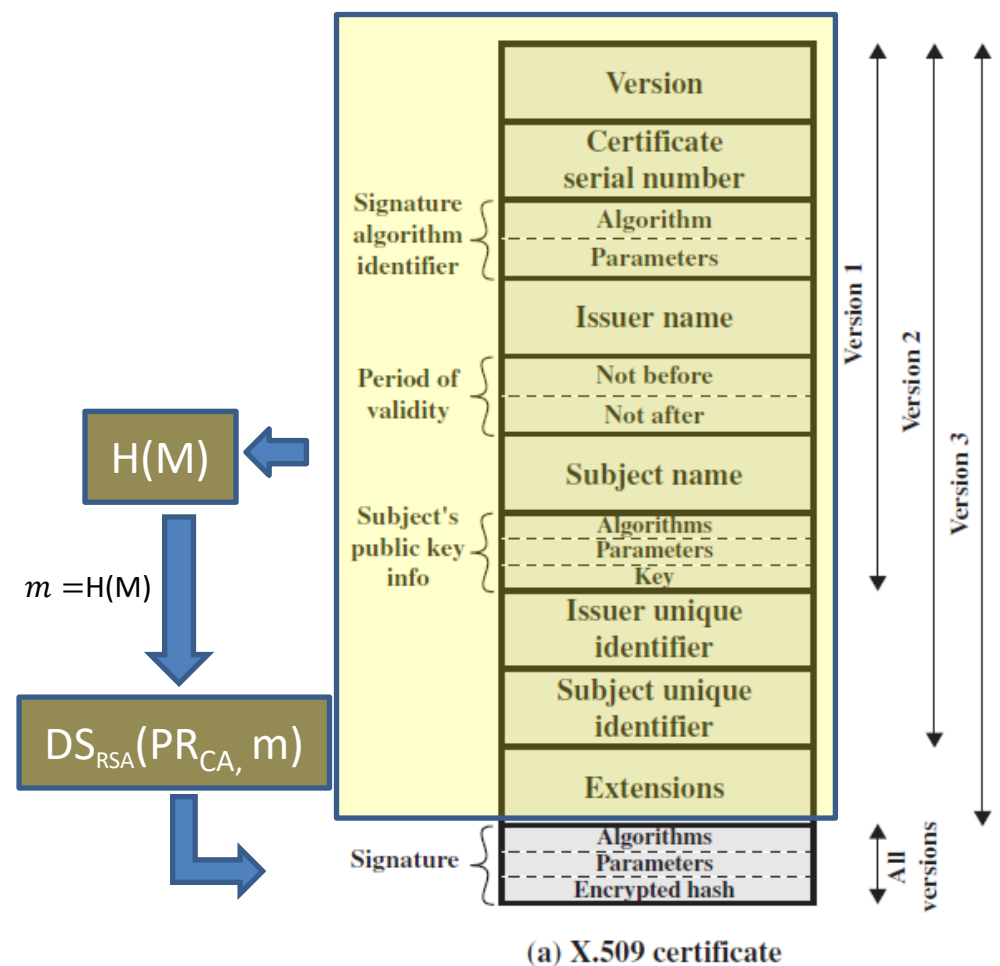 Version
Certificate
serial number
Signature
algorithm
identifier
Algorithm
Parameters
Issuer name
Period of
validity
Not before
Not after
Subject name
Subject's
public key
info
Algorithms
Parameters
Key
Issuer unique
identifier
Subject unique
identifier
Extensions
Signature
Algorithms
Parameters
Encrypted hash
Version 1
Version 2
Version 3
All
versions
H(M)
m =H(M)
DS_RSA(PR_CA, m)
(a) X.509 certificate